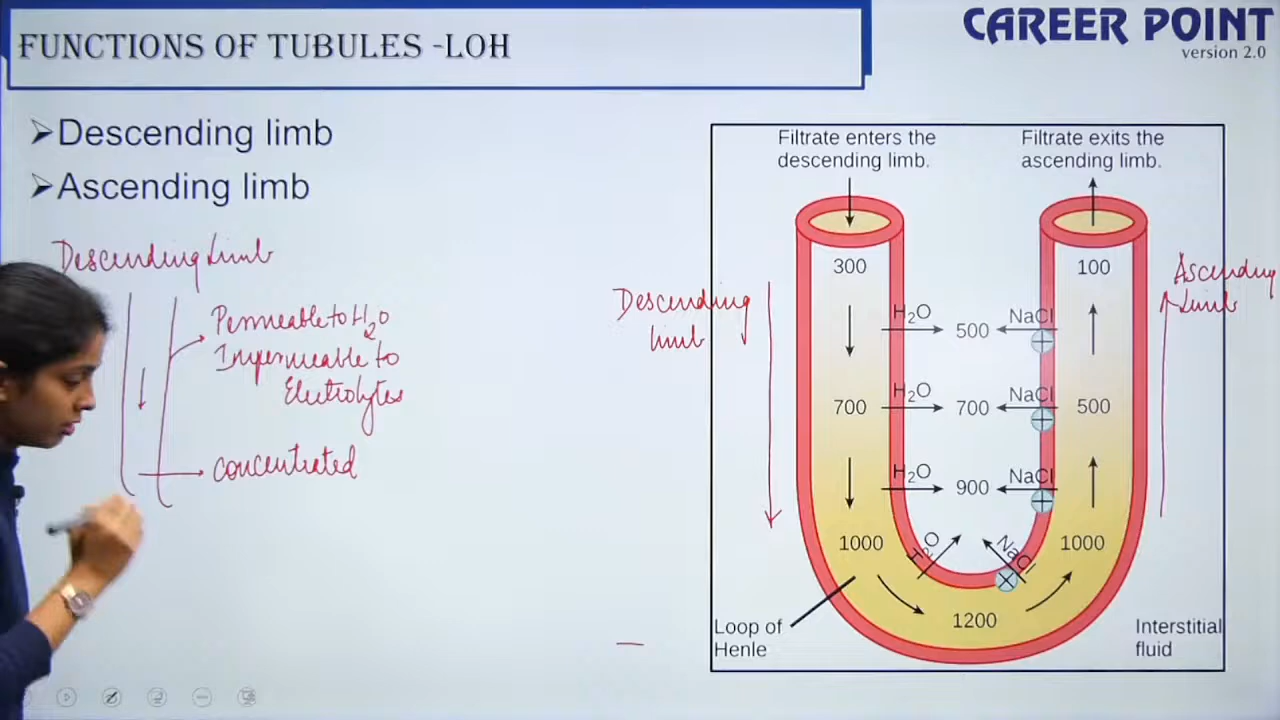 FUNCTIONS OF TUBULES -LOH
CAREER POINT
version 2.0
➢Descending limb
➢Ascending limb
Descending Limb
Permeable to H2O
Impermeable to
Electrolytes
concentrated
Descending
limb
Filtrate enters the
descending limb.
Filtrate exits the
ascending limb.
300
100
Ascending
Limb
H2O 500 NaCl
700 H2O 700 NaCl 500
H2O 900 NaCl
1000 H2O NaCl 1000
1200
Loop of
Henle
Interstitial
fluid